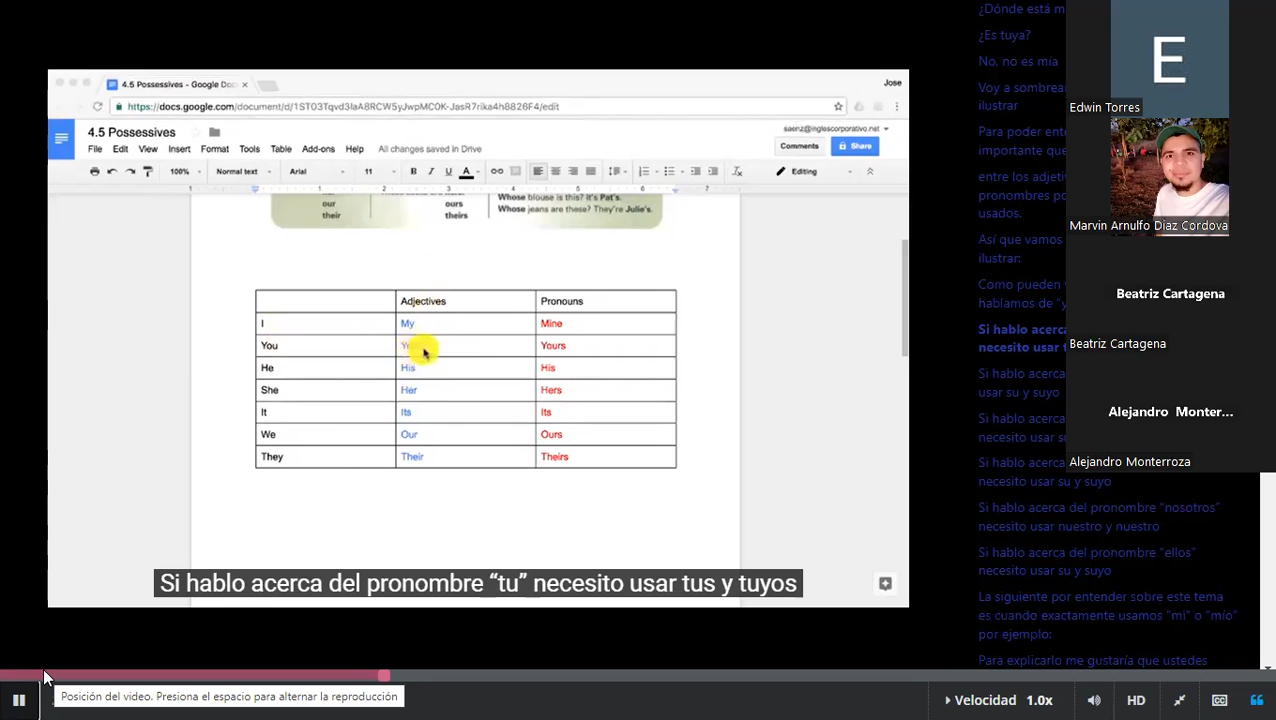 4.5 Possessives - Google Doc
Jose
https://docs.google.com/document/d/1ST03Tqvd3laA8RCW5yJwpMC0K-JasR7rika4h8826F4/edit
4.5 Possessives
saenz@inglescorporativo.net
File Edit View Insert Format Tools Table Add-ons Help All changes saved in Drive
Comments Share
100% Normal text Arial 11 B I U A Editing
1 1 2 3 4 5 6 7
our ours Whose blouse is this? It's Pat's.
their theirs Whose jeans are these? They're Julie's.
Adjectives Pronouns
I My Mine
You Yours
He His His
She Her Hers
It Its Its
We Our Ours
They Their Theirs
Si hablo acerca del pronombre “tu” necesito usar tus y tuyos
Posición del video. Presiona el espacio para alternar la reproducción
Velocidad 1.0x
HD
CC
¿Dónde está
¿Es tuya?
No, no es mía
Voy a
ilustrar
Para poder
importante que
entre los
pronombres
usados.
Así que vamos
ilustrar:
Como pueden
hablamos de
Si hablo
necesito usar
Si hablo
usar su y suyo
Si hablo
necesito usar
Si hablo
necesito usar su y suyo
Si hablo acerca del pronombre “nosotros”
necesito usar nuestro y nuestro
Si hablo acerca del pronombre “ellos”
necesito usar su y suyo
La siguiente por entender sobre este tema
es cuando exactamente usamos “mi” o “mío”
por ejemplo:
Para explicarlo me gustaría que ustedes
E
Edwin Torres
Marvin Arnulfo Diaz Cordova
Beatriz Cartagena
Beatriz Cartagena
Alejandro Monter...
Alejandro Monterroza